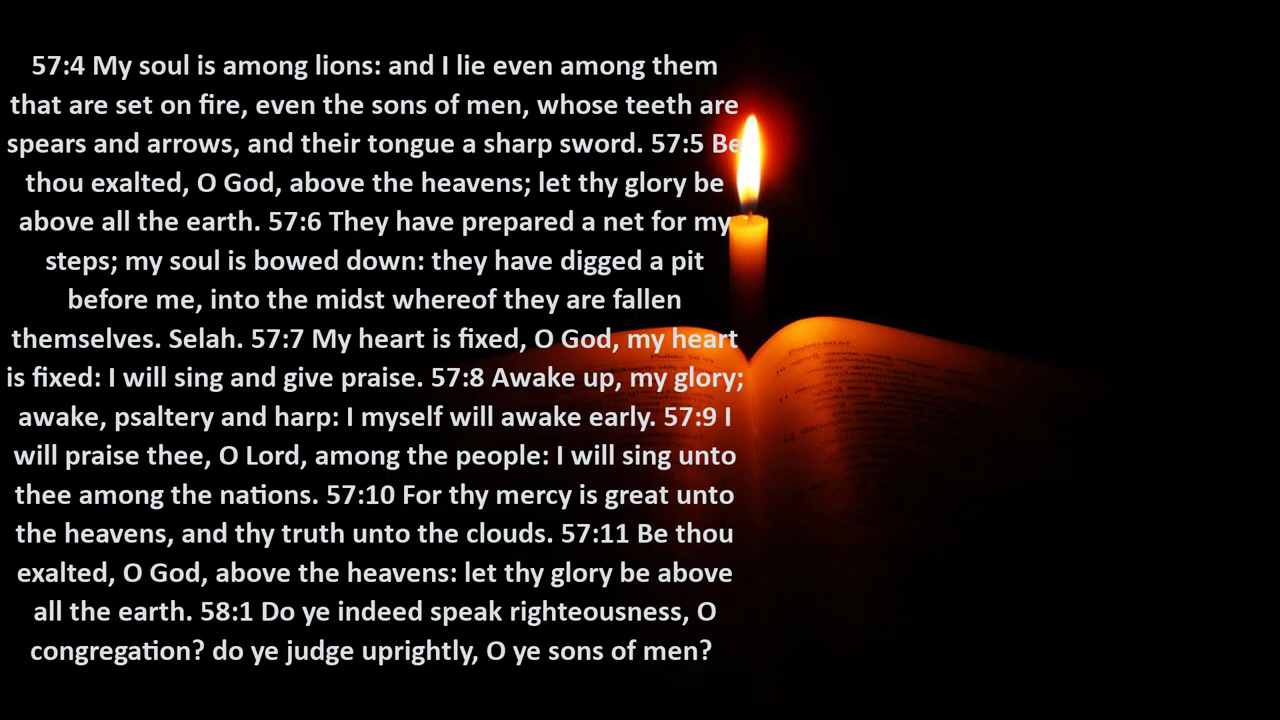 57:4 My soul is among lions: and I lie even among them
that are set on fire, even the sons of men, whose teeth are
spears and arrows, and their tongue a sharp sword. 57:5 Be
thou exalted, O God, above the heavens; let thy glory be
above all the earth. 57:6 They have prepared a net for my
steps; my soul is bowed down: they have digged a pit
before me, into the midst whereof they are fallen
themselves. Selah. 57:7 My heart is fixed, O God, my heart
is fixed: I will sing and give praise. 57:8 Awake up, my glory;
awake, psaltery and harp: I myself will awake early. 57:9 I
will praise thee, O Lord, among the people: I will sing unto
thee among the nations. 57:10 For thy mercy is great unto
the heavens, and thy truth unto the clouds. 57:11 Be thou
exalted, O God, above the heavens: let thy glory be above
all the earth. 58:1 Do ye indeed speak righteousness, O
congregation? do ye judge uprightly, O ye sons of men?